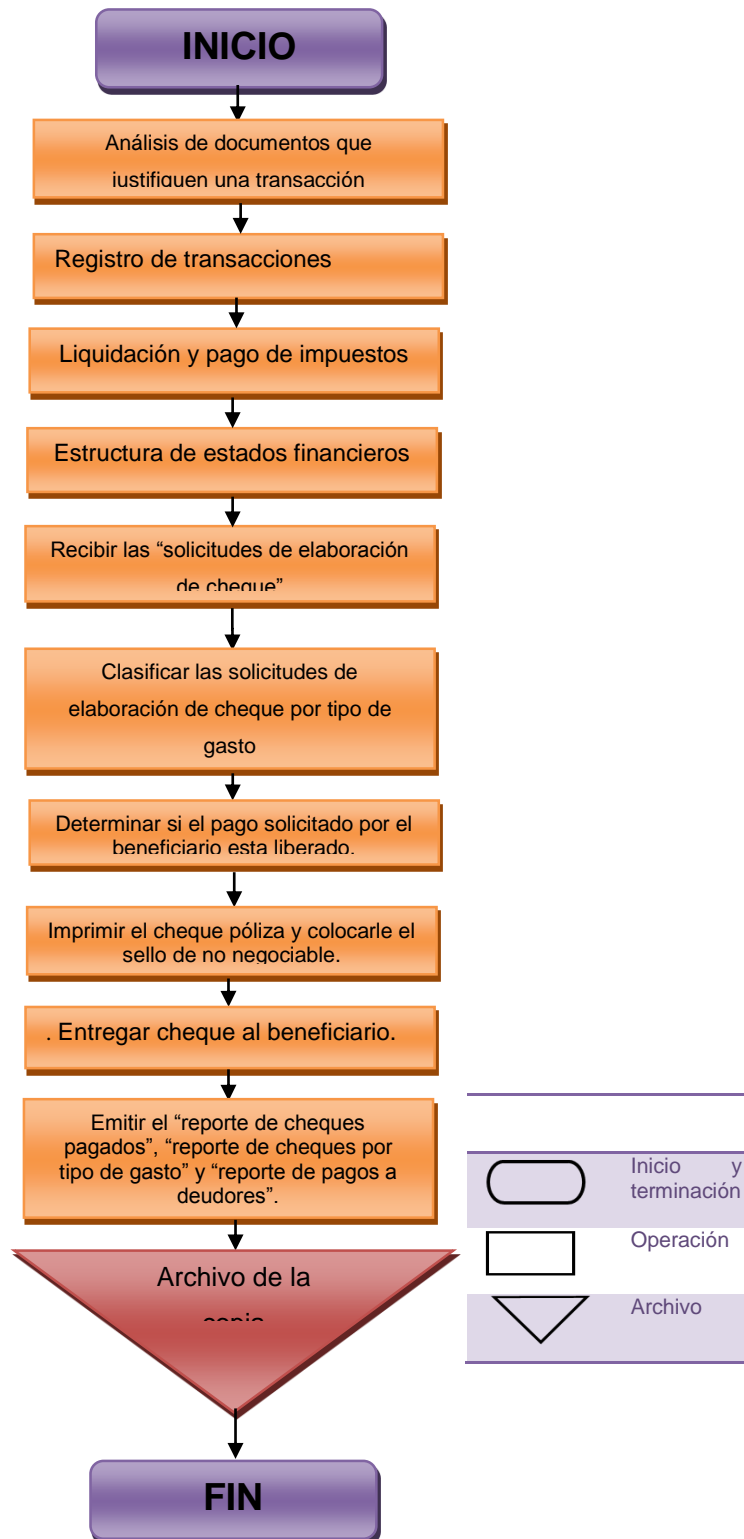 INICIO
Análisis de documentos que
justifiquen una transacción
Registro de transacciones
Liquidación y pago de impuestos
Estructura de estados financieros
Recibir las “solicitudes de elaboración
de cheque”
Clasificar las solicitudes de
elaboración de cheque por tipo de
gasto
Determinar si el pago solicitado por el
beneficiario esta liberado.
Imprimir el cheque póliza y colocarle el
sello de no negociable.
. Entregar cheque al beneficiario.
Emitir el “reporte de cheques
pagados”, “reporte de cheques por
tipo de gasto” y “reporte de pagos a
deudores”.
Archivo de la
copia
FIN
Inicio y
terminación
Operación
Archivo